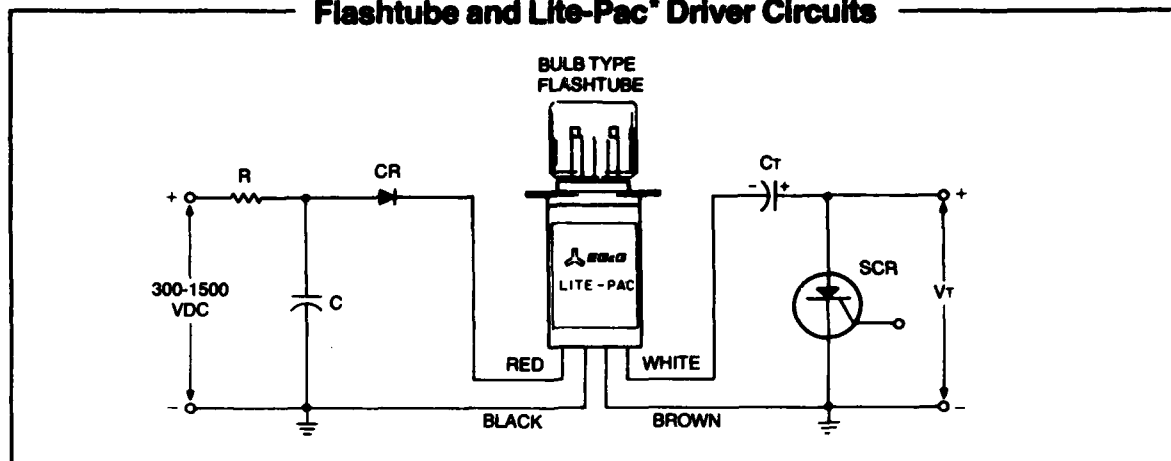 Flashtube and Lite-Pac* Driver Circuits
BULB TYPE
FLASHTUBE
R
CR
CT
+
- +
+
EG&G
LITE-PAC
300-1500
VDC
C
SCR
VT
RED
WHITE
-
BLACK
BROWN
-